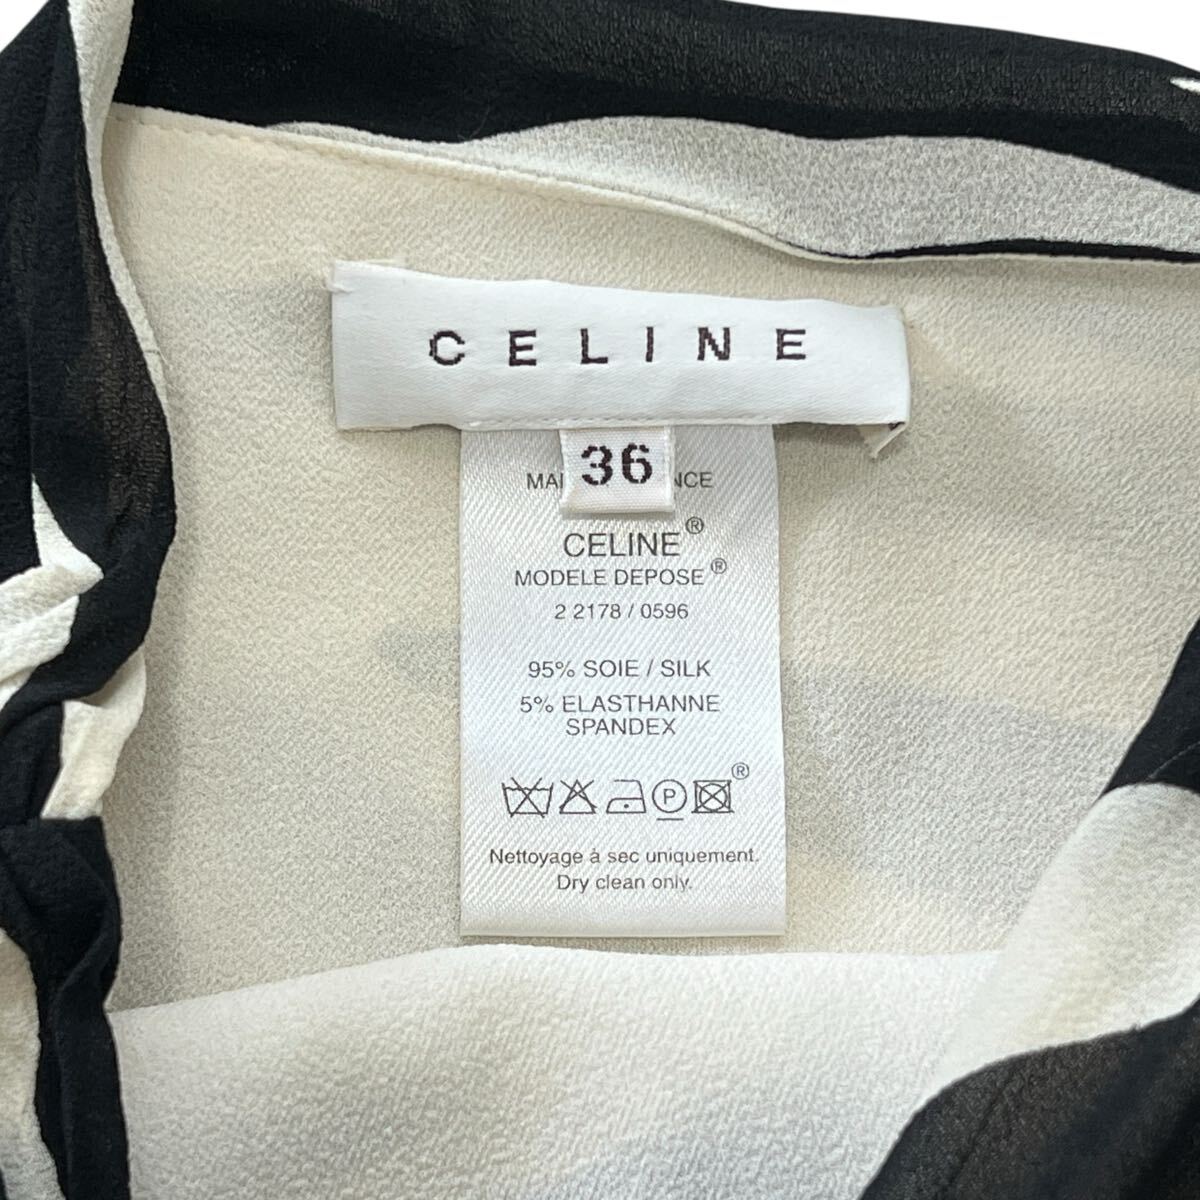 CELINE
36
MA NCE
CELINE®
MODELE DEPOSE®
2 2178 / 0596
95% SOIE / SILK
5% ELASTHANNE
SPANDEX
P ®
Nettoyage à sec uniquement.
Dry clean only.